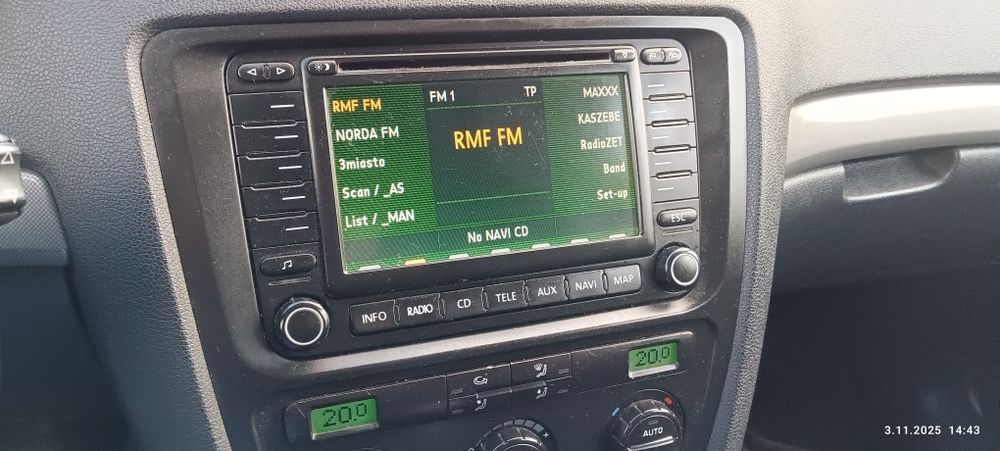 RMF FM
FM 1
TP
MAXXX
NORDA FM
RMF FM
KASZEBE
3miasto
RadioZET
Scan / _AS
Band
List / _MAN
Set-up
No NAVI CD
ESC
INFO
RADIO
CD
TELE
AUX
NAVI
MAP
20.0
20.0
AUTO
3.11.2025 14:43